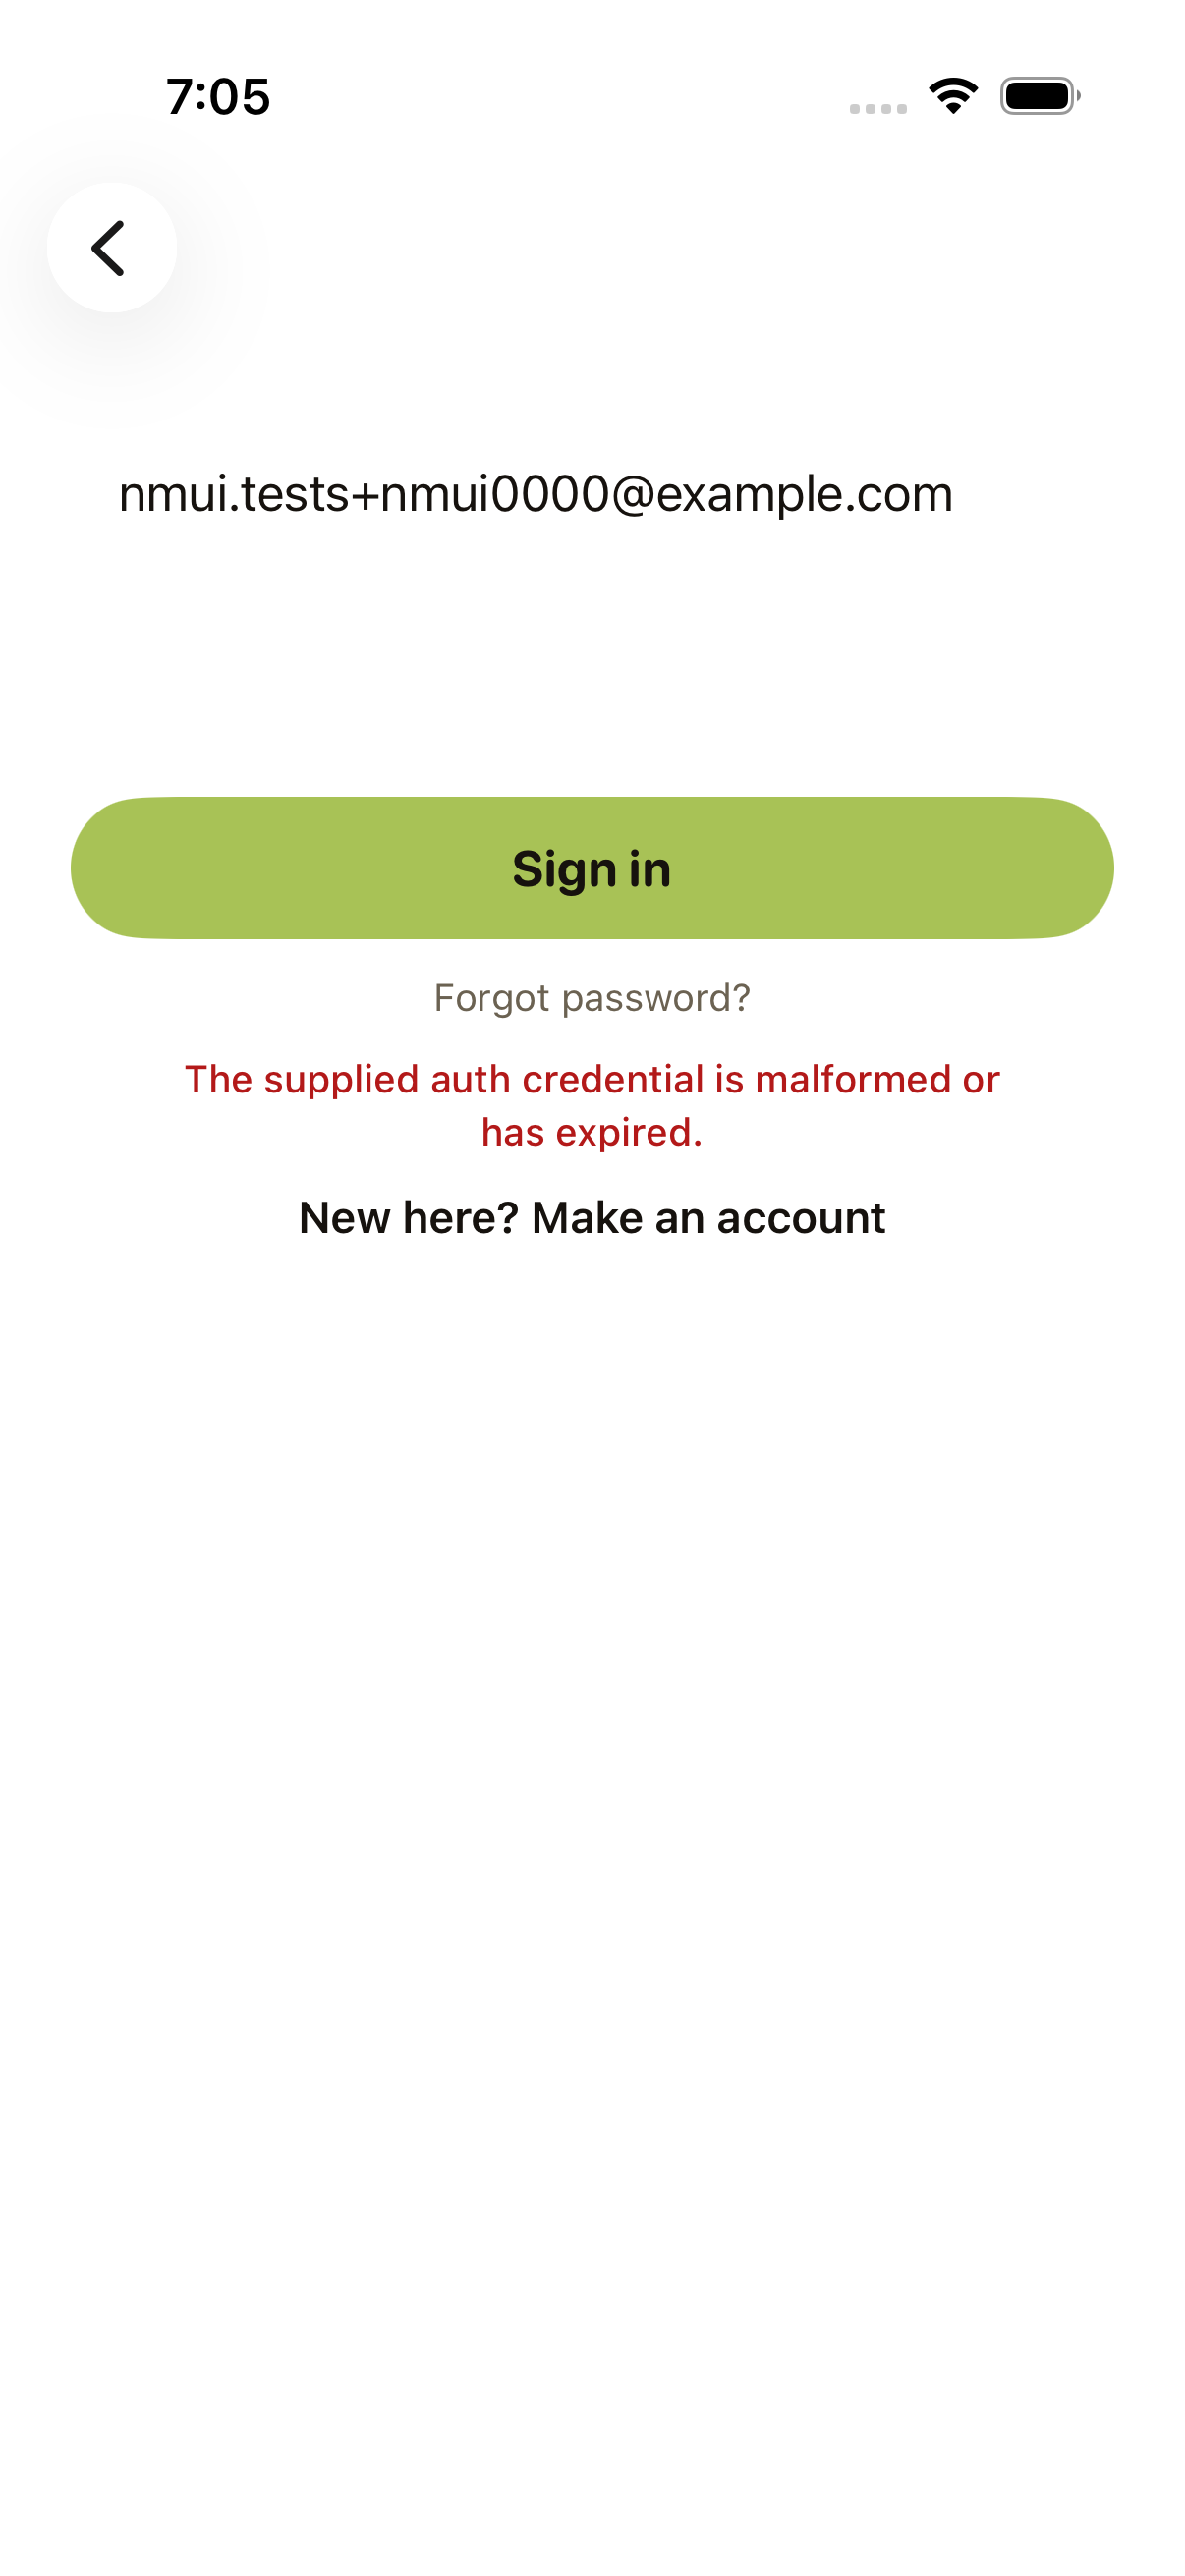 7:05
nmui.tests+nmui0000@example.com
Sign in
Forgot password?
The supplied auth credential is malformed or
has expired.
New here? Make an account